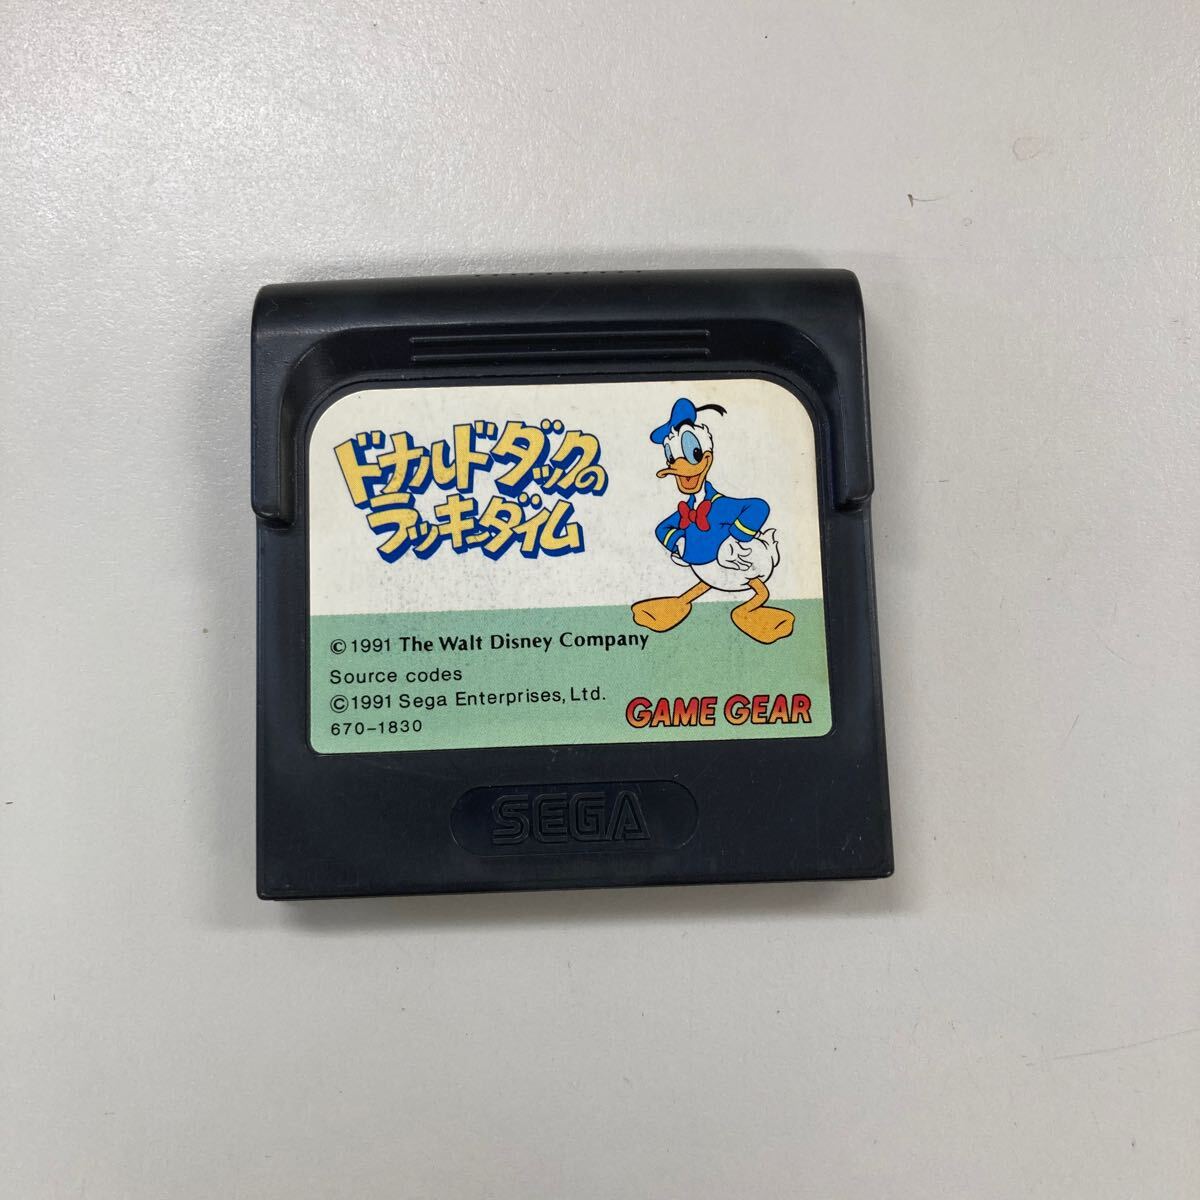 ドナルドダックの
ラッキーダイム
©1991 The Walt Disney Company
Source codes
©1991 Sega Enterprises, Ltd.
670-1830
GAME GEAR
SEGA